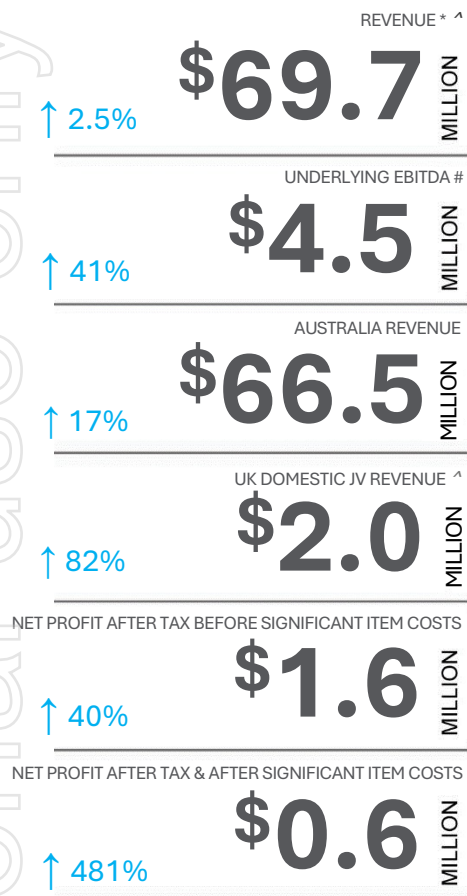 REVENUE * ^
$69.7 MILLION
↑ 2.5%
UNDERLYING EBITDA #
$4.5 MILLION
↑ 41%
AUSTRALIA REVENUE
$66.5 MILLION
↑ 17%
UK DOMESTIC JV REVENUE ^
$2.0 MILLION
↑ 82%
NET PROFIT AFTER TAX BEFORE SIGNIFICANT ITEM COSTS
$1.6 MILLION
↑ 40%
NET PROFIT AFTER TAX & AFTER SIGNIFICANT ITEM COSTS
$0.6 MILLION
↑ 481%